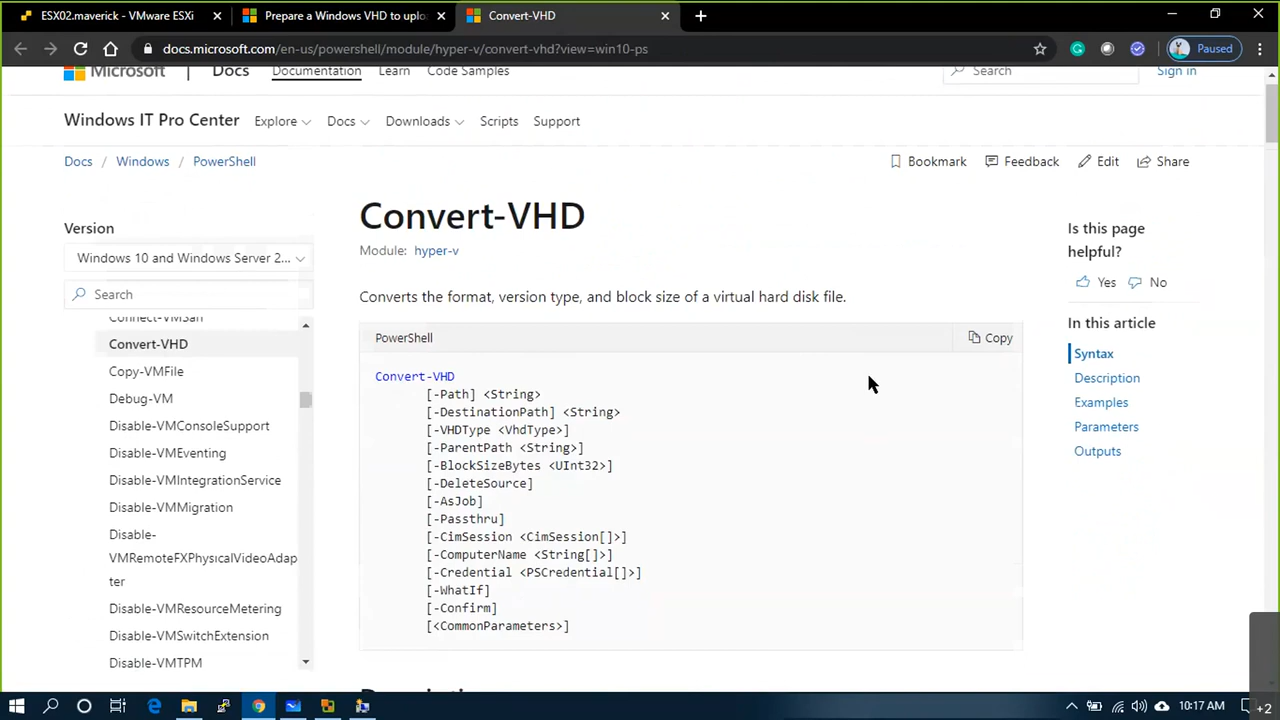 ESX02.maverick - VMware ESXi
Prepare a Windows VHD to uplo
Convert-VHD
docs.microsoft.com/en-us/powershell/module/hyper-v/convert-vhd?view=win10-ps
Paused
Microsoft
Docs
Documentation
Learn
Code Samples
Search
Sign in
Windows IT Pro Center
Explore
Docs
Downloads
Scripts
Support
Docs / Windows / PowerShell
Bookmark
Feedback
Edit
Share
Version
Windows 10 and Windows Server 2...
Search
Connect-VMSan
Convert-VHD
Copy-VMFile
Debug-VM
Disable-VMConsoleSupport
Disable-VMEventing
Disable-VMIntegrationService
Disable-VMMigration
Disable-
VMRemoteFXPhysicalVideoAdap
ter
Disable-VMResourceMetering
Disable-VMSwitchExtension
Disable-VMTPM
Convert-VHD
Module: hyper-v
Converts the format, version type, and block size of a virtual hard disk file.
PowerShell
Copy
Convert-VHD
[-Path] <String>
[-DestinationPath] <String>
[-VHDType <VhdType>]
[-ParentPath <String>]
[-BlockSizeBytes <UInt32>]
[-DeleteSource]
[-AsJob]
[-Passthru]
[-CimSession <CimSession[]>]
[-ComputerName <String[]>]
[-Credential <PSCredential[]>]
[-WhatIf]
[-Confirm]
[<CommonParameters>]
Description
Is this page
helpful?
Yes
No
In this article
Syntax
Description
Examples
Parameters
Outputs
10:17 AM
+2